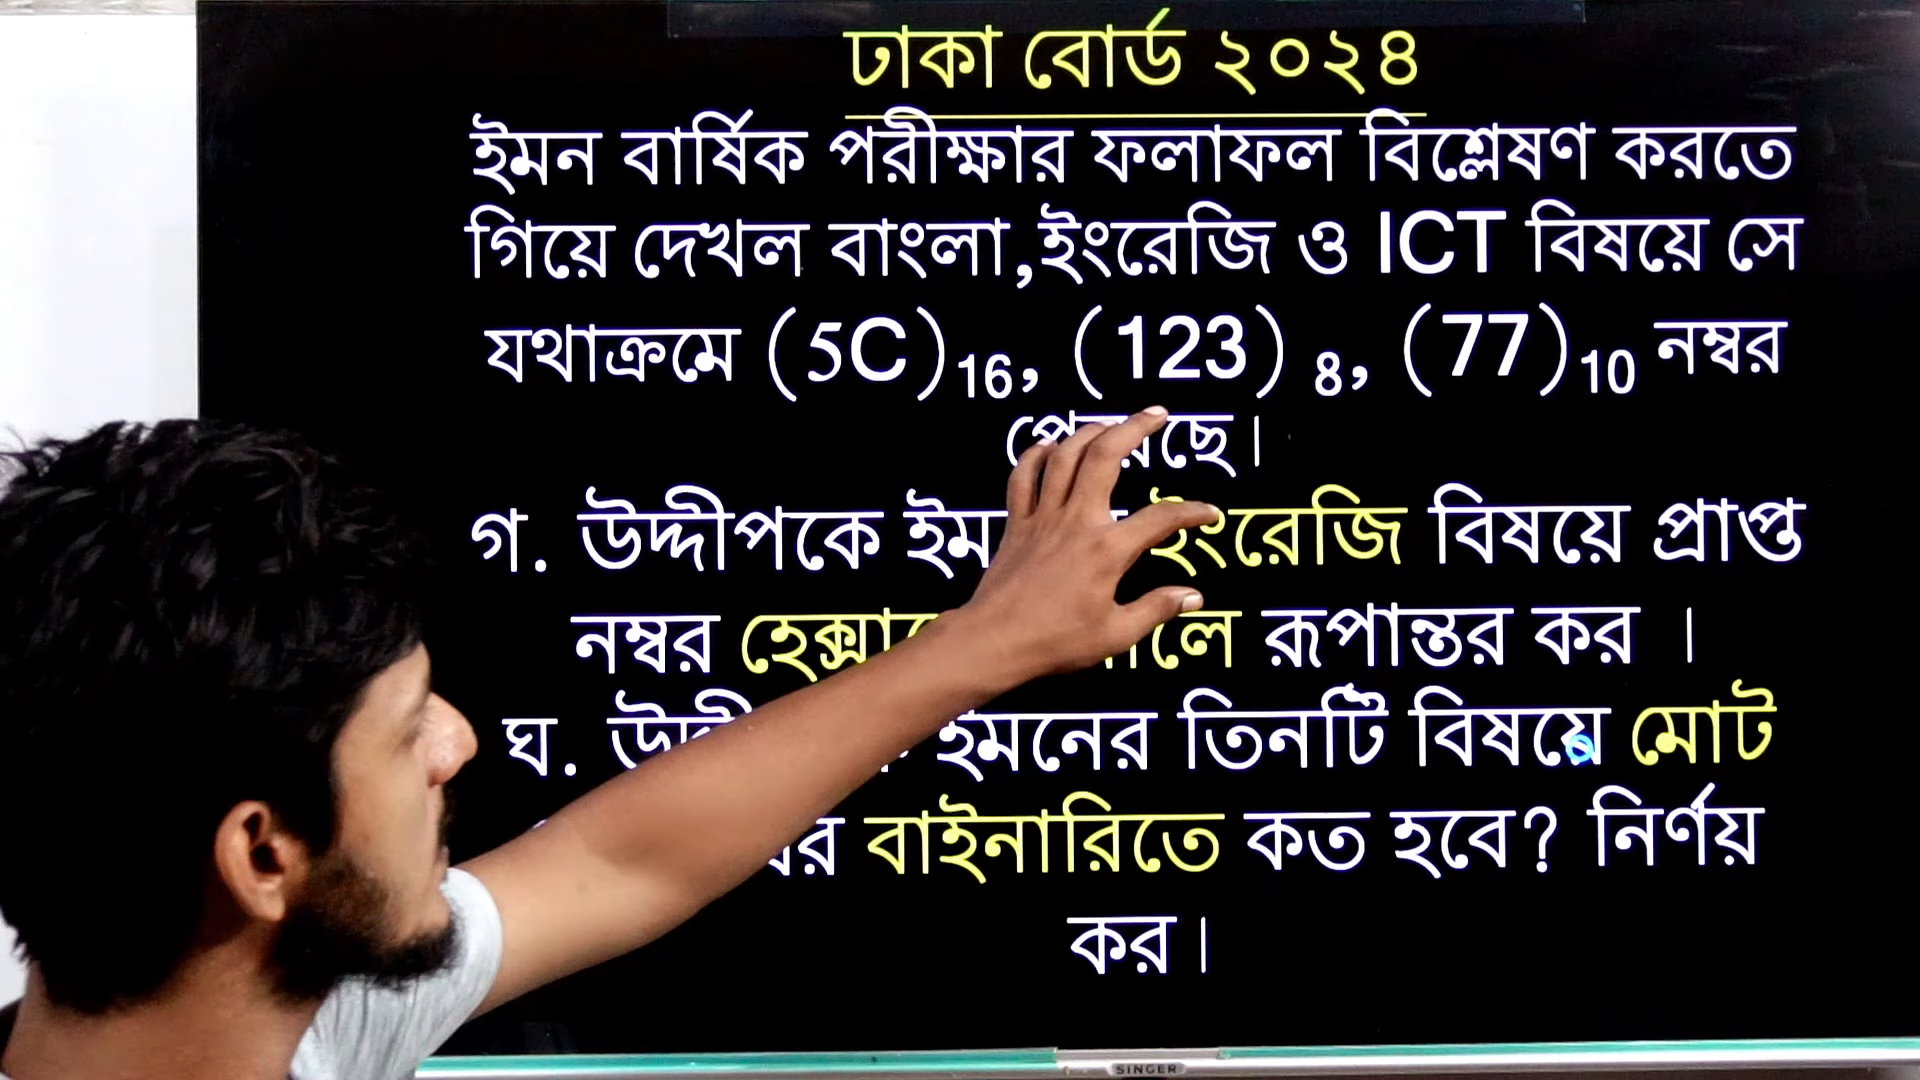 ঢাকা বোর্ড ২০২৪
ইমন বার্ষিক পরীক্ষার ফলাফল বিশ্লেষণ করতে
গিয়ে দেখল বাংলা,ইংরেজি ও ICT বিষয়ে সে
যথাক্রমে (5C)16, (123) 8, (77)10 নম্বর
গ. উদ্দীপকে ইংরেজি বিষয়ে প্রাপ্ত
নম্বর রূপান্তর কর ।
ঘ. ইমনের তিনটি বিষয়ে মোট
বাইনারিতে কত হবে? নির্ণয়
কর।
SINGER